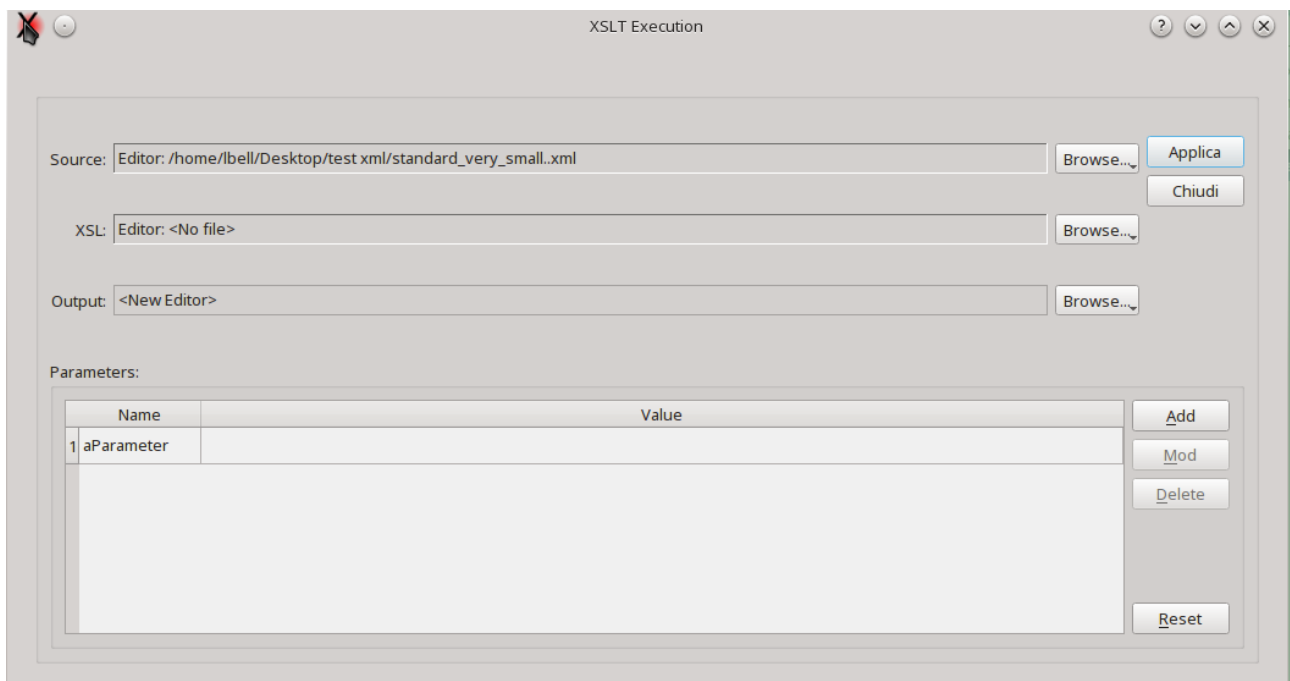 XSLT Execution
Source: Editor: /home/lbell/Desktop/test xml/standard_very_small..xml Browse... Applica
Chiudi
XSL: Editor: <No file> Browse...
Output: <New Editor> Browse...
Parameters:
Name Value Add
1 aParameter
Mod
Delete
Reset